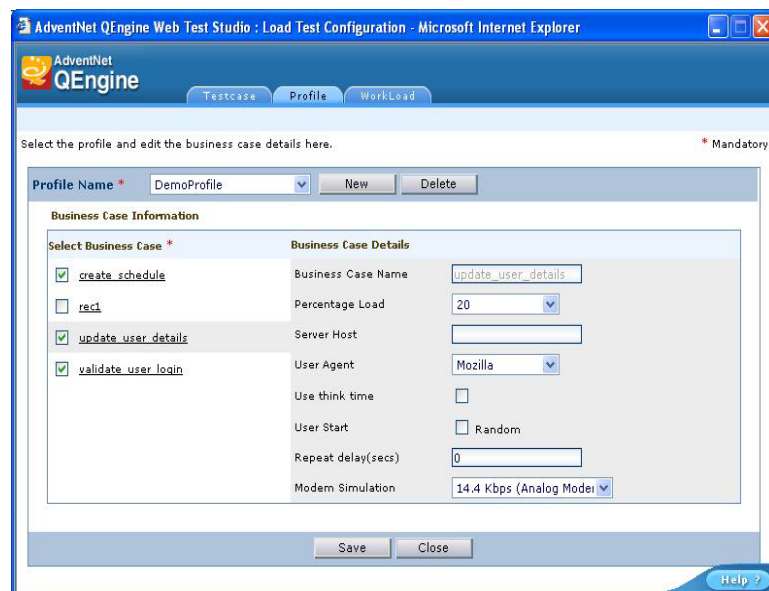 AdventNet QEngine Web Test Studio : Load Test Configuration - Microsoft Internet Explorer
AdventNet
QEngine
Testcase Profile WorkLoad
Select the profile and edit the business case details here. * Mandatory
Profile Name * DemoProfile New Delete
Business Case Information
Select Business Case * Business Case Details
create_schedule Business Case Name update_user_details
rec1 Percentage Load 20
update_user_details Server Host
validate_user_login User Agent Mozilla
Use think time
User Start Random
Repeat delay(secs) 0
Modem Simulation 14.4 Kbps (Analog Moder
Save Close
Help ?